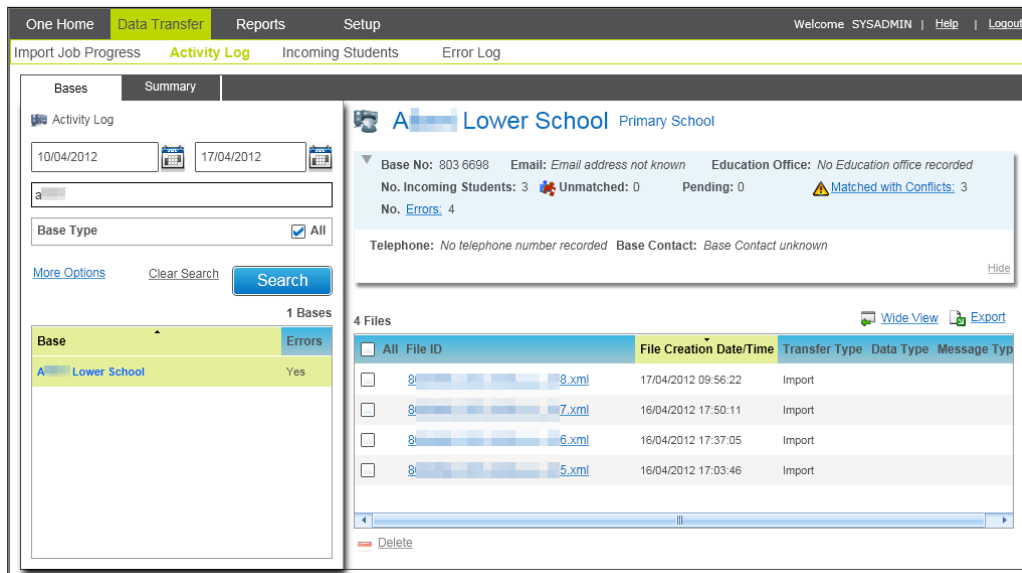 One Home Data Transfer Reports Setup Welcome SYSADMIN | Help | Logout
Import Job Progress Activity Log Incoming Students Error Log
Bases Summary
Activity Log
10/04/2012 17/04/2012
a
Base Type All
More Options Clear Search Search
1 Bases
Base Errors
A Lower School Yes
A Lower School Primary School
Base No: 803 6698 Email: Email address not known Education Office: No Education office recorded
No. Incoming Students: 3 Unmatched: 0 Pending: 0 Matched with Conflicts: 3
No. Errors: 4
Telephone: No telephone number recorded Base Contact: Base Contact unknown
Hide
4 Files Wide View Export
All File ID File Creation Date/Time Transfer Type Data Type Message Typ
8 8.xml 17/04/2012 09:56:22 Import
8 7.xml 16/04/2012 17:50:11 Import
8 6.xml 16/04/2012 17:37:05 Import
8 5.xml 16/04/2012 17:03:46 Import
Delete